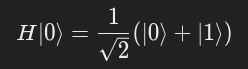 H|0⟩ = 1/√2 (|0⟩ + |1⟩)